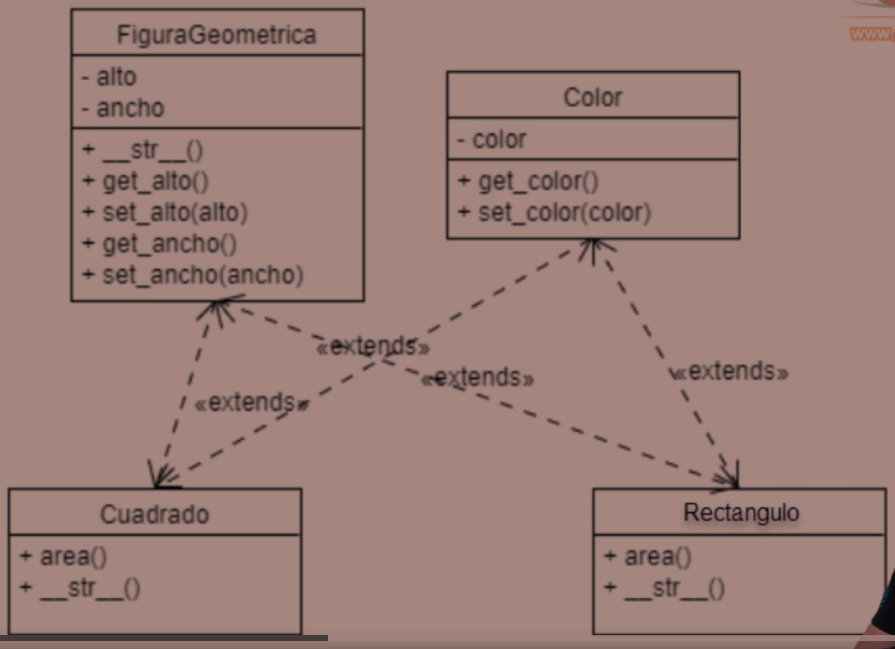 FiguraGeometrica
- alto
- ancho
+ __str__()
+ get_alto()
+ set_alto(alto)
+ get_ancho()
+ set_ancho(ancho)
www.
Color
- color
+ get_color()
+ set_color(color)
«extends»
«extends»
«extends»
«extends»
Cuadrado
+ area()
+ __str__()
Rectangulo
+ area()
+ __str__()